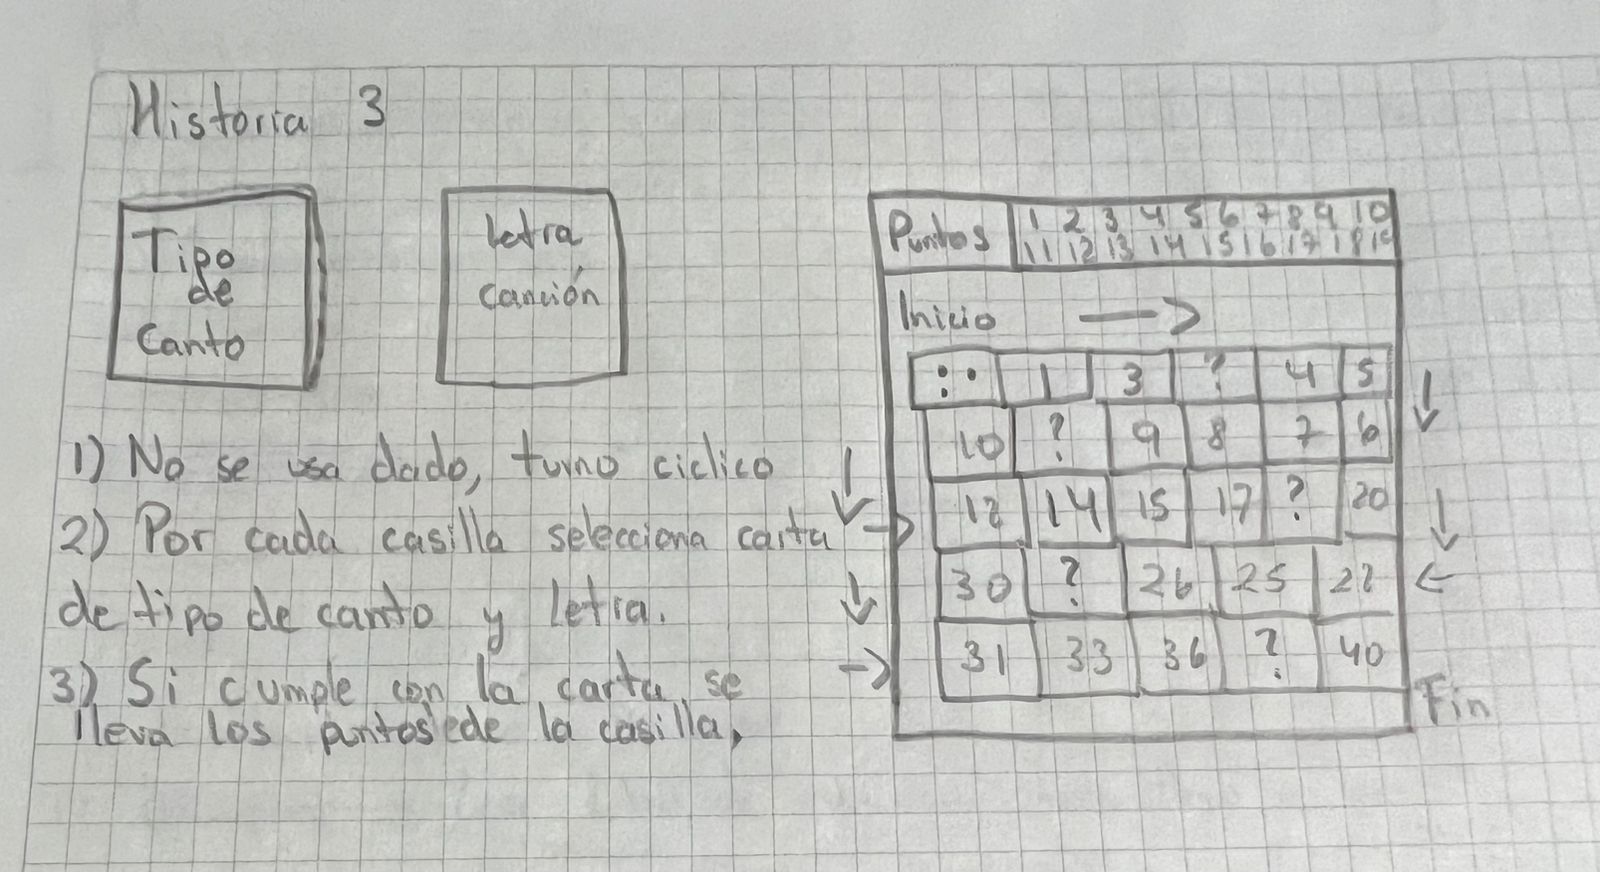 Historia 3
Tipo
de
Canto
letra
canción
1) No se usa dado, turno ciclico
2) Por cada casilla selecciona carta
de tipo de canto y letra.
3) Si cumple con la carta, se
lleva los puntos de la casilla,
Puntos 1 2 3 4 5 6 7 8 9 10
11 12 13 14 15 16 17 18 19
Inicio →
1 3 ? 4 5
10 ? 9 8 7 6
12 14 15 17 ? 20
30 ? 26 25 22
31 33 36 ? 40
Fin